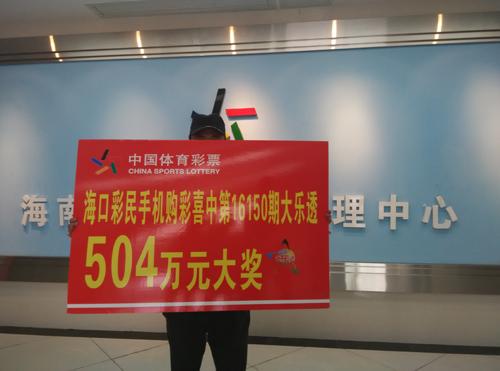 海南
理中心
中国体育彩票
CHINA SPORTS LOTTERY
海口彩民手机购彩喜中第16150期大乐透
504万元大奖